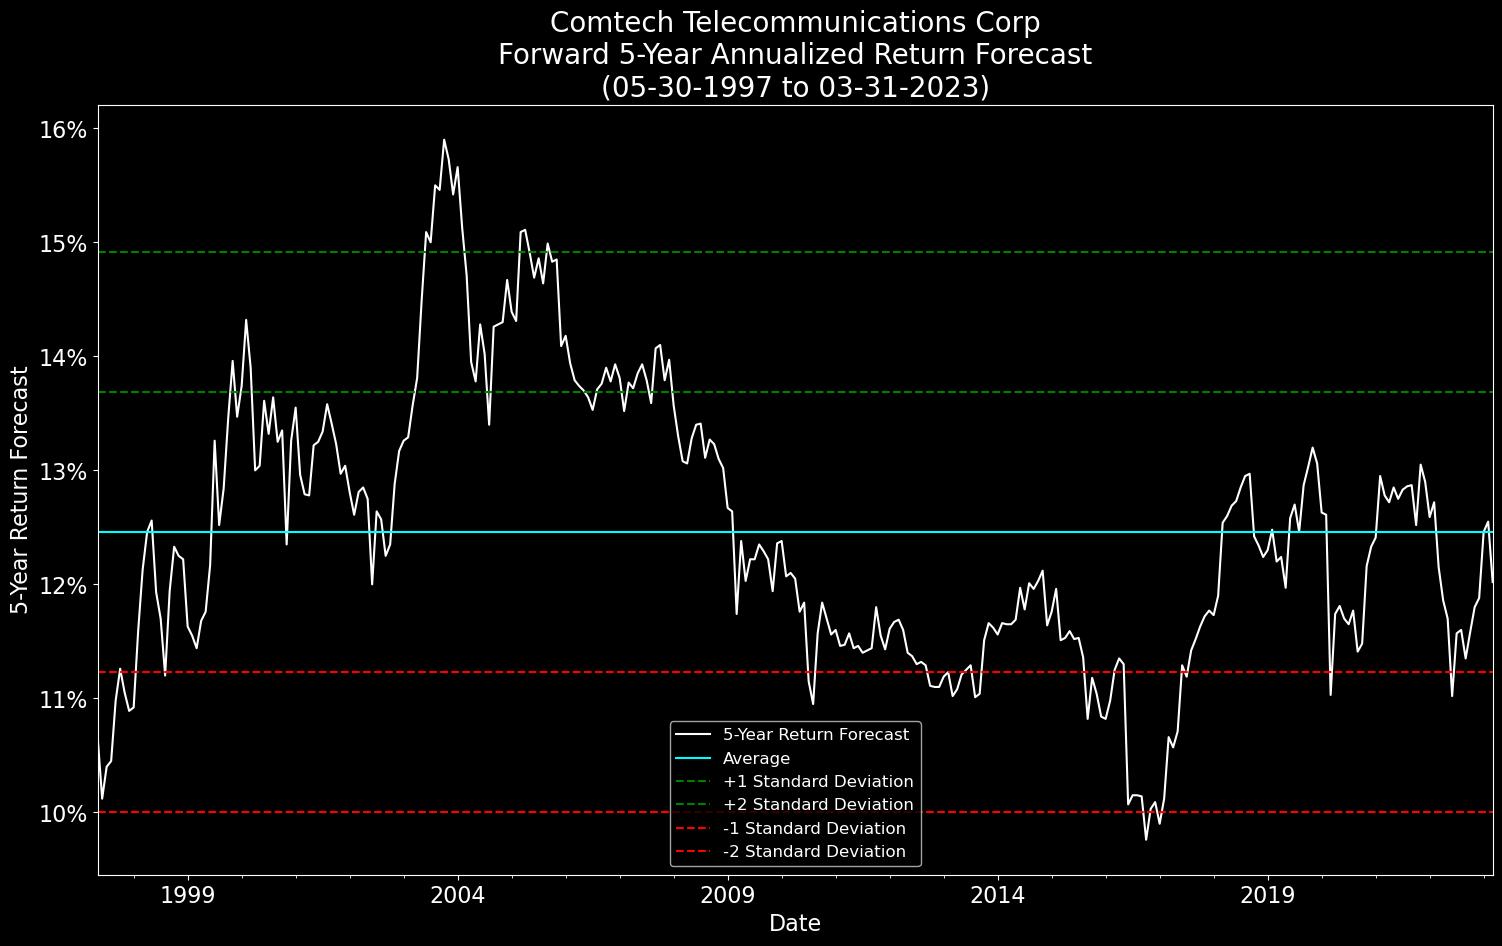 Comtech Telecommunications Corp
Forward 5-Year Annualized Return Forecast
(05-30-1997 to 03-31-2023)
16%
15%
14%
13%
12%
11%
10%
5-Year Return Forecast
5-Year Return Forecast
Average
+1 Standard Deviation
+2 Standard Deviation
-1 Standard Deviation
-2 Standard Deviation
1999 2004 2009 2014 2019
Date